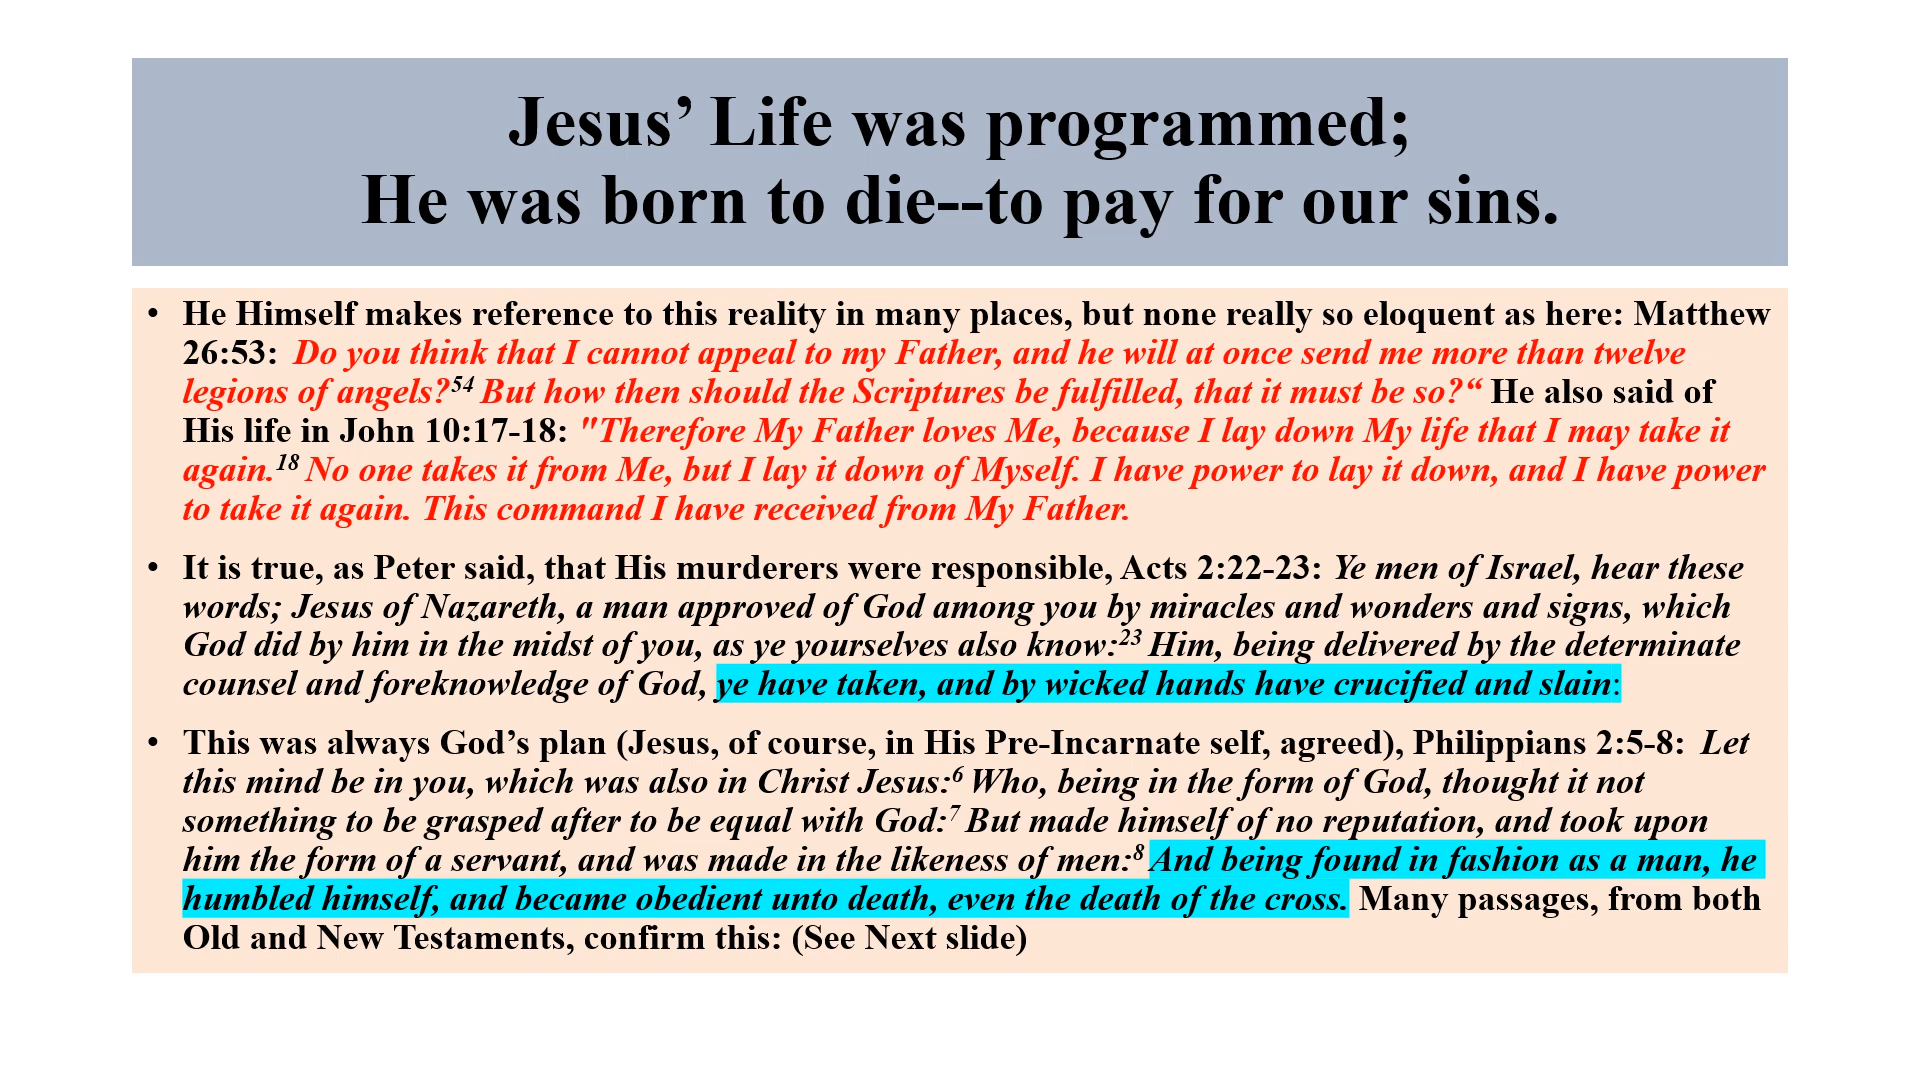 Jesus’ Life was programmed;
He was born to die--to pay for our sins.
• He Himself makes reference to this reality in many places, but none really so eloquent as here: Matthew
26:53: Do you think that I cannot appeal to my Father, and he will at once send me more than twelve
legions of angels?54 But how then should the Scriptures be fulfilled, that it must be so?“ He also said of
His life in John 10:17-18: "Therefore My Father loves Me, because I lay down My life that I may take it
again.18 No one takes it from Me, but I lay it down of Myself. I have power to lay it down, and I have power
to take it again. This command I have received from My Father.
• It is true, as Peter said, that His murderers were responsible, Acts 2:22-23: Ye men of Israel, hear these
words; Jesus of Nazareth, a man approved of God among you by miracles and wonders and signs, which
God did by him in the midst of you, as ye yourselves also know:23 Him, being delivered by the determinate
counsel and foreknowledge of God, ye have taken, and by wicked hands have crucified and slain:
• This was always God’s plan (Jesus, of course, in His Pre-Incarnate self, agreed), Philippians 2:5-8: Let
this mind be in you, which was also in Christ Jesus:6 Who, being in the form of God, thought it not
something to be grasped after to be equal with God:7 But made himself of no reputation, and took upon
him the form of a servant, and was made in the likeness of men:8 And being found in fashion as a man, he
humbled himself, and became obedient unto death, even the death of the cross. Many passages, from both
Old and New Testaments, confirm this: (See Next slide)